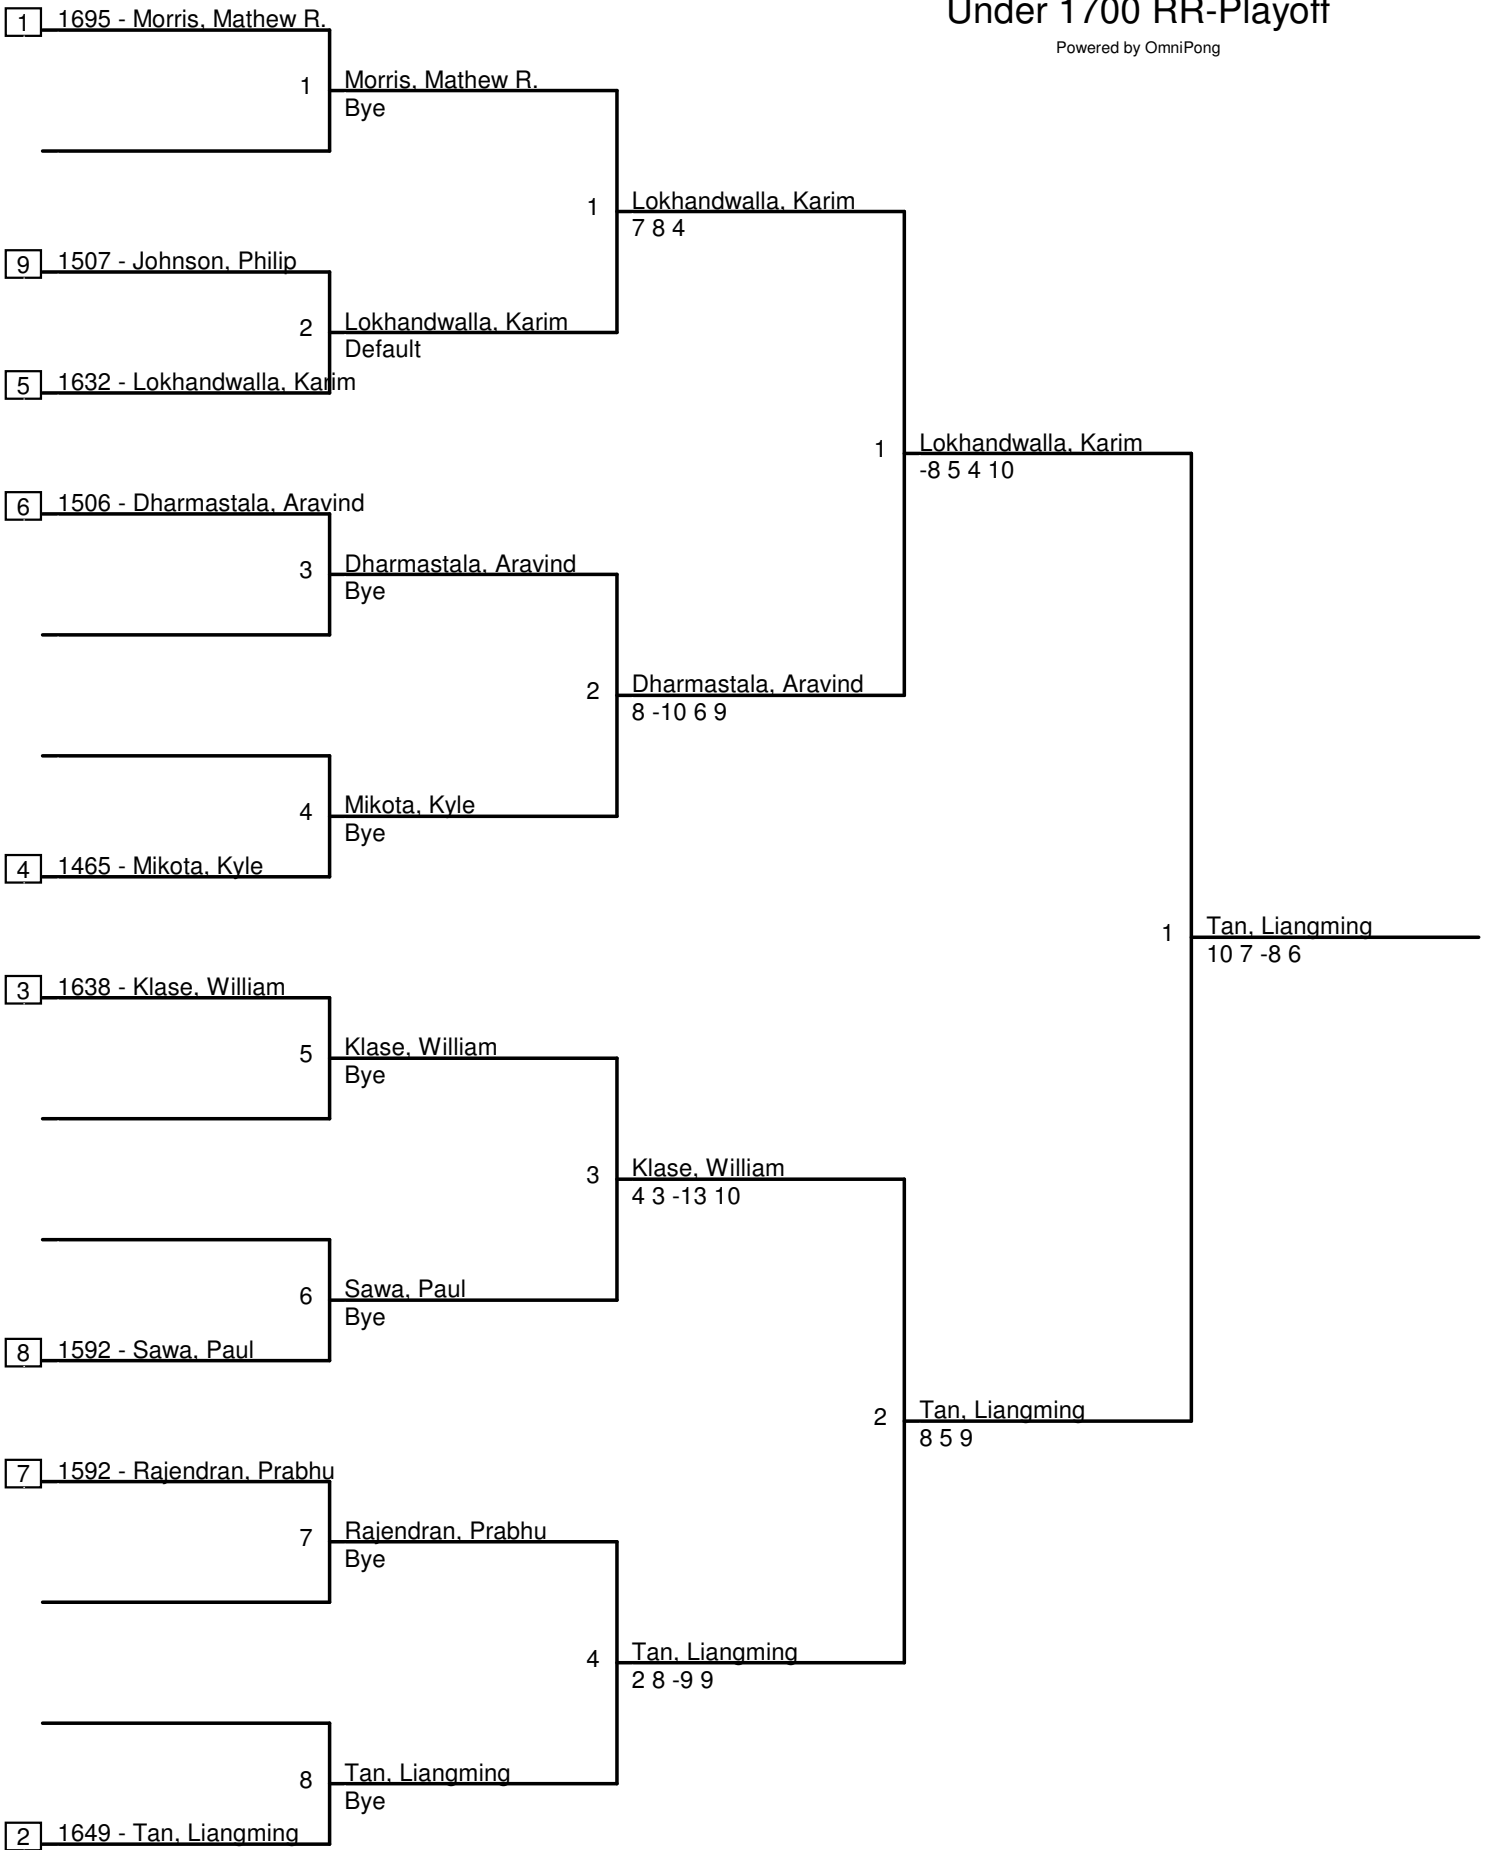 Under 1700 RR-Playoff
Powered by OmniPong
1 1695 - Morris, Mathew R.
1 Morris, Mathew R.
Bye
1 Lokhandwalla, Karim
7 8 4
9 1507 - Johnson, Philip
2 Lokhandwalla, Karim
Default
5 1632 - Lokhandwalla, Karim
1 Lokhandwalla, Karim
-8 5 4 10
6 1506 - Dharmastala, Aravind
3 Dharmastala, Aravind
Bye
2 Dharmastala, Aravind
8 -10 6 9
4 Mikota, Kyle
Bye
4 1465 - Mikota, Kyle
1 Tan, Liangming
10 7 -8 6
3 1638 - Klase, William
5 Klase, William
Bye
3 Klase, William
4 3 -13 10
6 Sawa, Paul
Bye
8 1592 - Sawa, Paul
2 Tan, Liangming
8 5 9
7 1592 - Rajendran, Prabhu
7 Rajendran, Prabhu
Bye
4 Tan, Liangming
2 8 -9 9
8 Tan, Liangming
Bye
2 1649 - Tan, Liangming